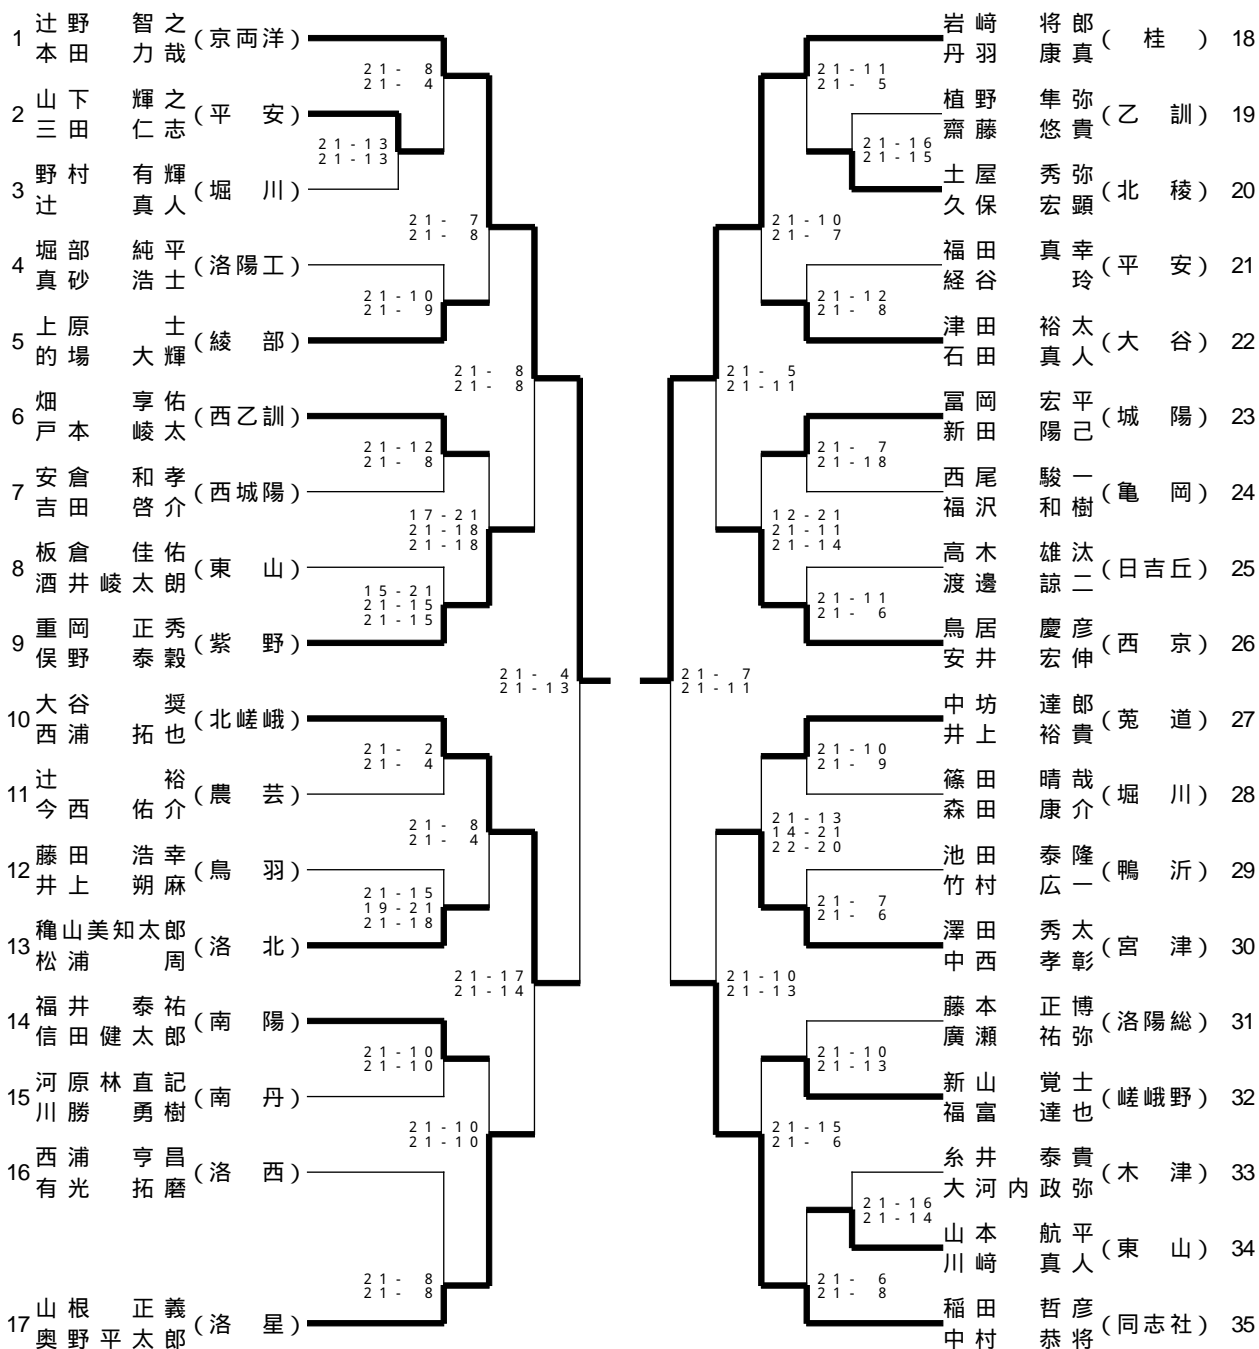 1 辻野 智之 (京両洋)
本田 力哉
21- 8
21- 4
2 山下 輝之 (平 安)
三田 仁志
21-13
21-13
3 野村 有輝 (堀 川)
辻 真人
21- 7
21- 8
4 堀部 純平 (洛陽工)
真砂 浩士
21-10
21- 9
5 上原 士 (綾 部)
的場 大輝
21- 8
21- 8
6 畑 享佑 (西乙訓)
戸本 崚太
21-12
21- 8
7 安倉 和孝 (西城陽)
吉田 啓介
17-21
21-18
21-18
8 板倉 佳佑 (東 山)
酒井崚太朗
15-21
21-15
21-15
9 重岡 正秀 (紫 野)
俣野 泰穀
21- 4
21-13
10 大谷 奨 (北嵯峨)
西浦 拓也
21- 2
21- 4
11 辻 裕 (農 芸)
今西 佑介
21- 8
21- 4
12 藤田 浩幸 (鳥 羽)
井上 朔麻
21-15
19-21
21-18
13 穐山美知太郎 (洛 北)
松浦 周
21-17
21-14
14 福井 泰祐 (南 陽)
信田健太郎
21-10
21-10
15 河原林直記 (南 丹)
川勝 勇樹
21-10
21-10
16 西浦 亨昌 (洛 西)
有光 拓磨
21- 8
21- 8
17 山根 正義 (洛 星)
奥野平太郎
岩﨑 将郎 ( 桂 ) 18
丹羽 康真
21-11
21- 5
植野 隼弥 (乙 訓) 19
齋藤 悠貴
21-16
21-15
土屋 秀弥 (北 稜) 20
久保 宏顕
21-10
21- 7
福田 真幸 (平 安) 21
経谷 玲
21-12
21- 8
津田 裕太 (大 谷) 22
石田 真人
21- 5
21-11
冨岡 宏平 (城 陽) 23
新田 陽己
21- 7
21-18
西尾 駿一 (亀 岡) 24
福沢 和樹
12-21
21-11
21-14
高木 雄汰 (日吉丘) 25
渡邊 諒二
21-11
21- 6
鳥居 慶彦 (西 京) 26
安井 宏伸
21- 7
21-11
中坊 達郎 (莵 道) 27
井上 裕貴
21-10
21- 9
篠田 晴哉 (堀 川) 28
森田 康介
21-13
14-21
22-20
池田 泰隆 (鴨 沂) 29
竹村 広一
21- 7
21- 6
澤田 秀太 (宮 津) 30
中西 孝彰
21-10
21-13
藤本 正博 (洛陽総) 31
廣瀬 祐弥
21-10
21-13
新山 覚士 (嵯峨野) 32
福富 達也
21-15
21- 6
糸井 泰貴 (木 津) 33
大河内政弥
21-16
21-14
山本 航平 (東 山) 34
川﨑 真人
21- 6
21- 8
稲田 哲彦 (同志社) 35
中村 恭将